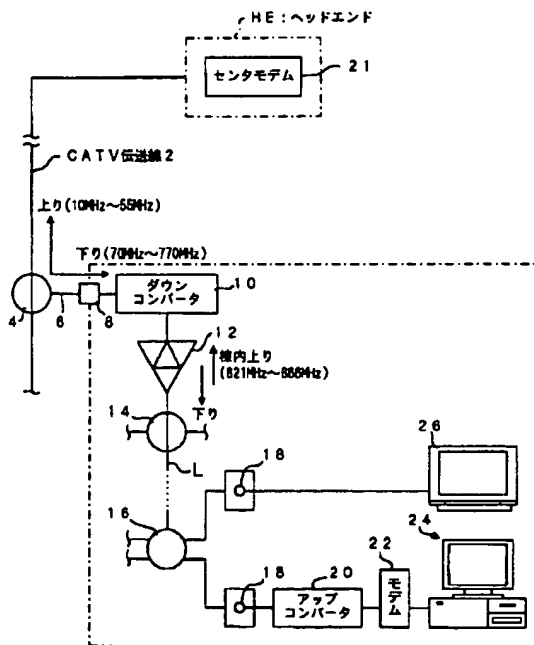 HE:ヘッドエンド
センタモデム
21
CATV伝送線2
上り(10MHz~55MHz)
下り(70MHz~770MHz)
4
6
8
ダウン
コンバータ
10
12
棟内上り
(821MHz~866MHz)
下り
14
L
16
18
26
24
18
20
アップ
コンバータ
22
モデム